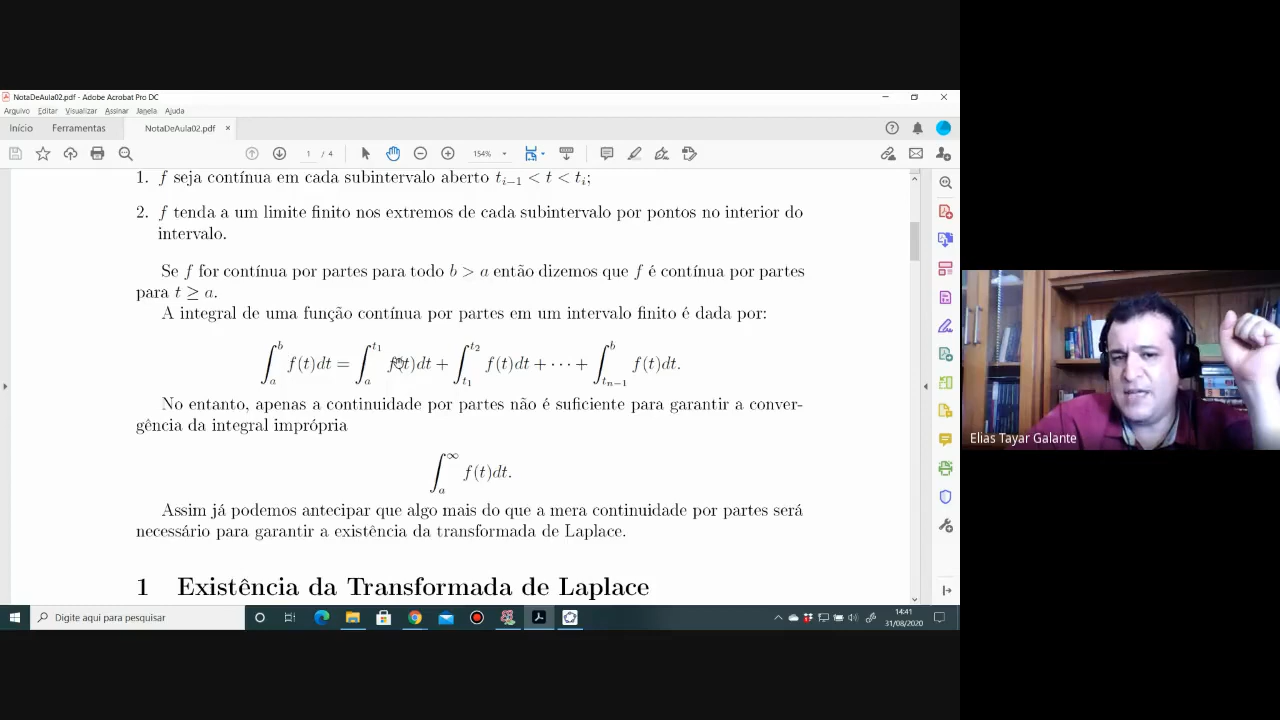 NotaDeAula02.pdf - Adobe Acrobat Pro DC
Arquivo Editar Visualizar Assinar Janela Ajuda
Início Ferramentas NotaDeAula02.pdf ×
1 / 4 154%
1. f seja contínua em cada subintervalo aberto t_{i−1} < t < t_i;
2. f tenda a um limite finito nos extremos de cada subintervalo por pontos no interior do
intervalo.
Se f for contínua por partes para todo b > a então dizemos que f é contínua por partes
para t ≥ a.
A integral de uma função contínua por partes em um intervalo finito é dada por:
∫_a^b f(t)dt = ∫_a^{t_1} f(t)dt + ∫_{t_1}^{t_2} f(t)dt + ⋯ + ∫_{t_{n−1}}^b f(t)dt.
No entanto, apenas a continuidade por partes não é suficiente para garantir a conver-
gência da integral imprópria
∫_a^∞ f(t)dt.
Assim já podemos antecipar que algo mais do que a mera continuidade por partes será
necessário para garantir a existência da transformada de Laplace.
1 Existência da Transformada de Laplace
Elias Tayar Galante
Digite aqui para pesquisar
14:41
31/08/2020